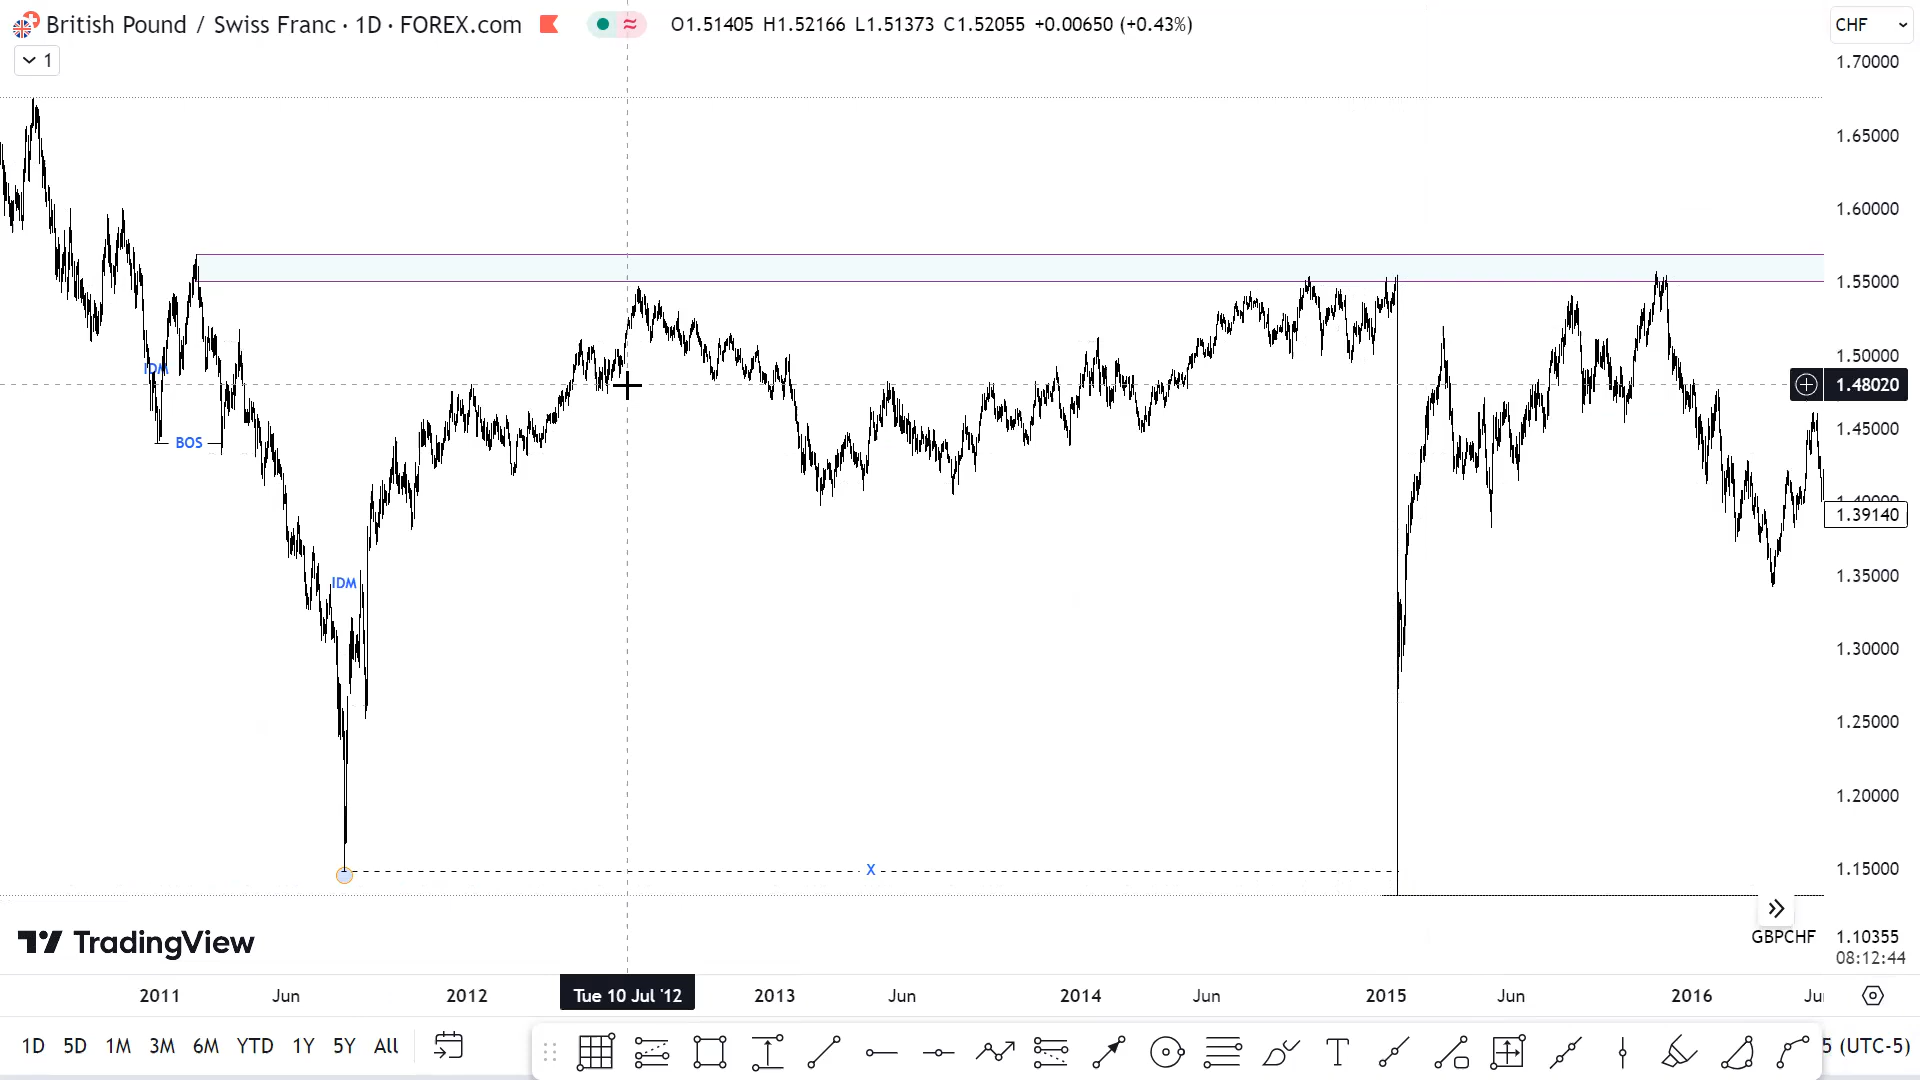 British Pound / Swiss Franc · 1D · FOREX.com ≈ O1.51405 H1.52166 L1.51373 C1.52055 +0.00650 (+0.43%) CHF
1
1.70000
1.65000
1.60000
1.55000
1.50000
IDM
1.48020
1.45000
BOS
1.40000
1.39140
1.35000
IDM
1.30000
1.25000
1.20000
1.15000
X
TradingView
GBPCHF 1.10355
08:12:44
2011 Jun 2012 Tue 10 Jul '12 2013 Jun 2014 Jun 2015 Jun 2016
1D 5D 1M 3M 6M YTD 1Y 5Y All T 5 (UTC-5)